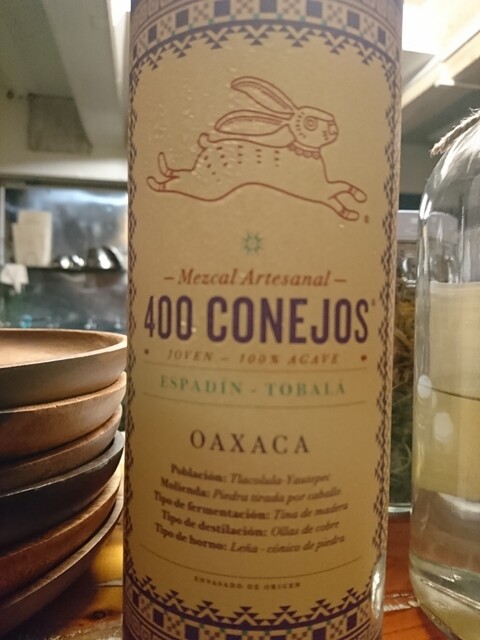 – Mezcal Artesanal –
400 CONEJOS®
• JOVEN – 100% AGAVE •
ESPADÍN - TOBALÁ
OAXACA
Población: Tlacolula-Yautepec
Molienda: Piedra tirada por caballo
Tipo de fermentación: Tina de madera
Tipo de destilación: Ollas de cobre
Tipo de horno: Leña - cónico de piedra
ENVASADO DE ORIGEN